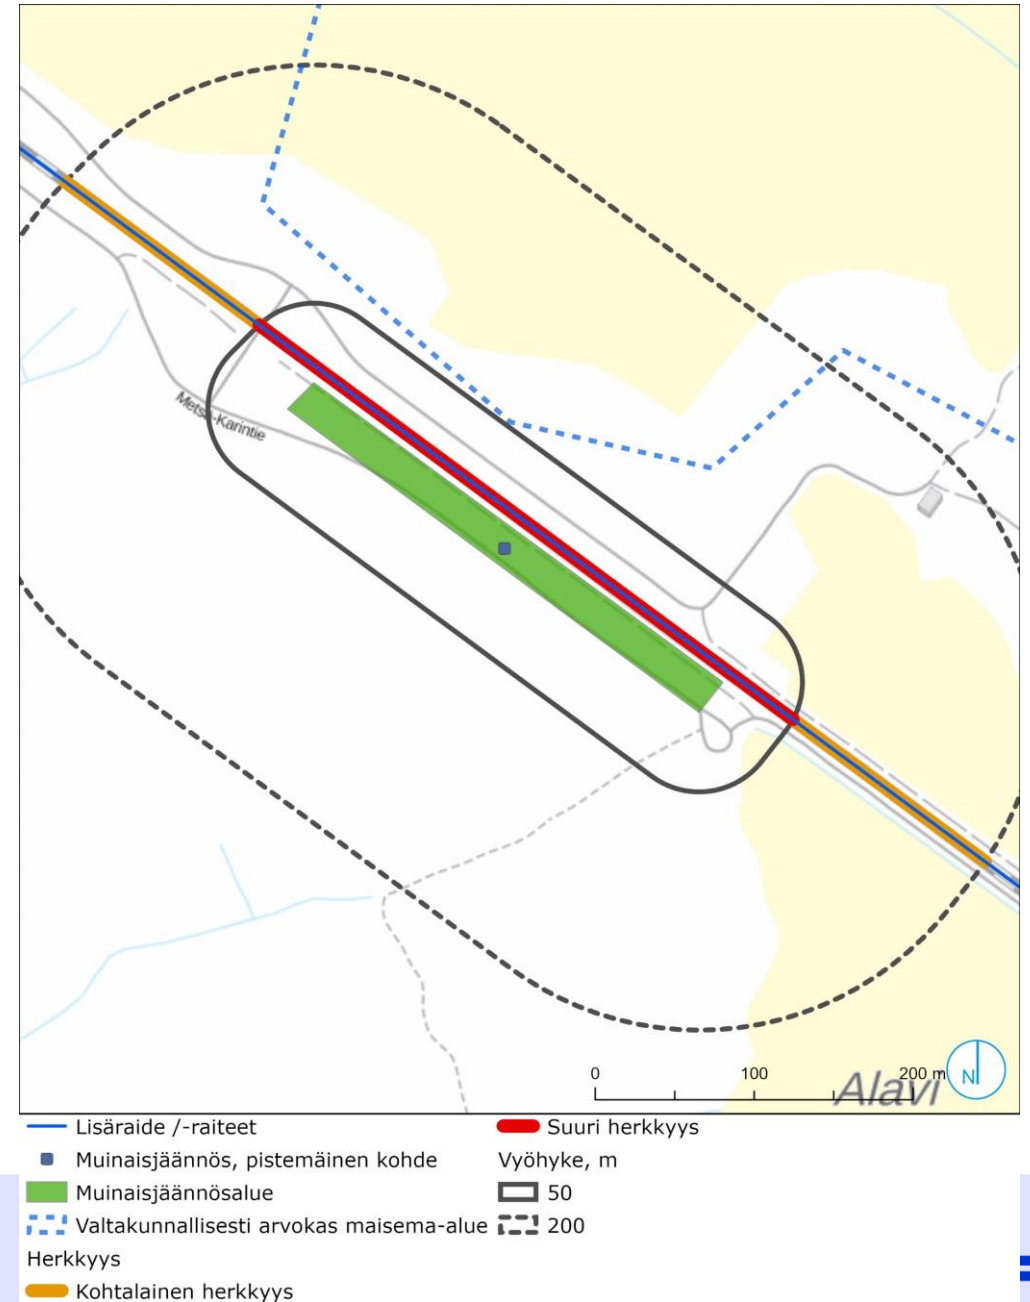 Metsä-Karintie
0 100 200 m
Alavi
N
Lisäraide /-raiteet
Muinaisjäännös, pistemäinen kohde
Muinaisjäännösalue
Valtakunnallisesti arvokas maisema-alue
Herkkyys
Kohtalainen herkkyys
Suuri herkkyys
Vyöhyke, m
50
200